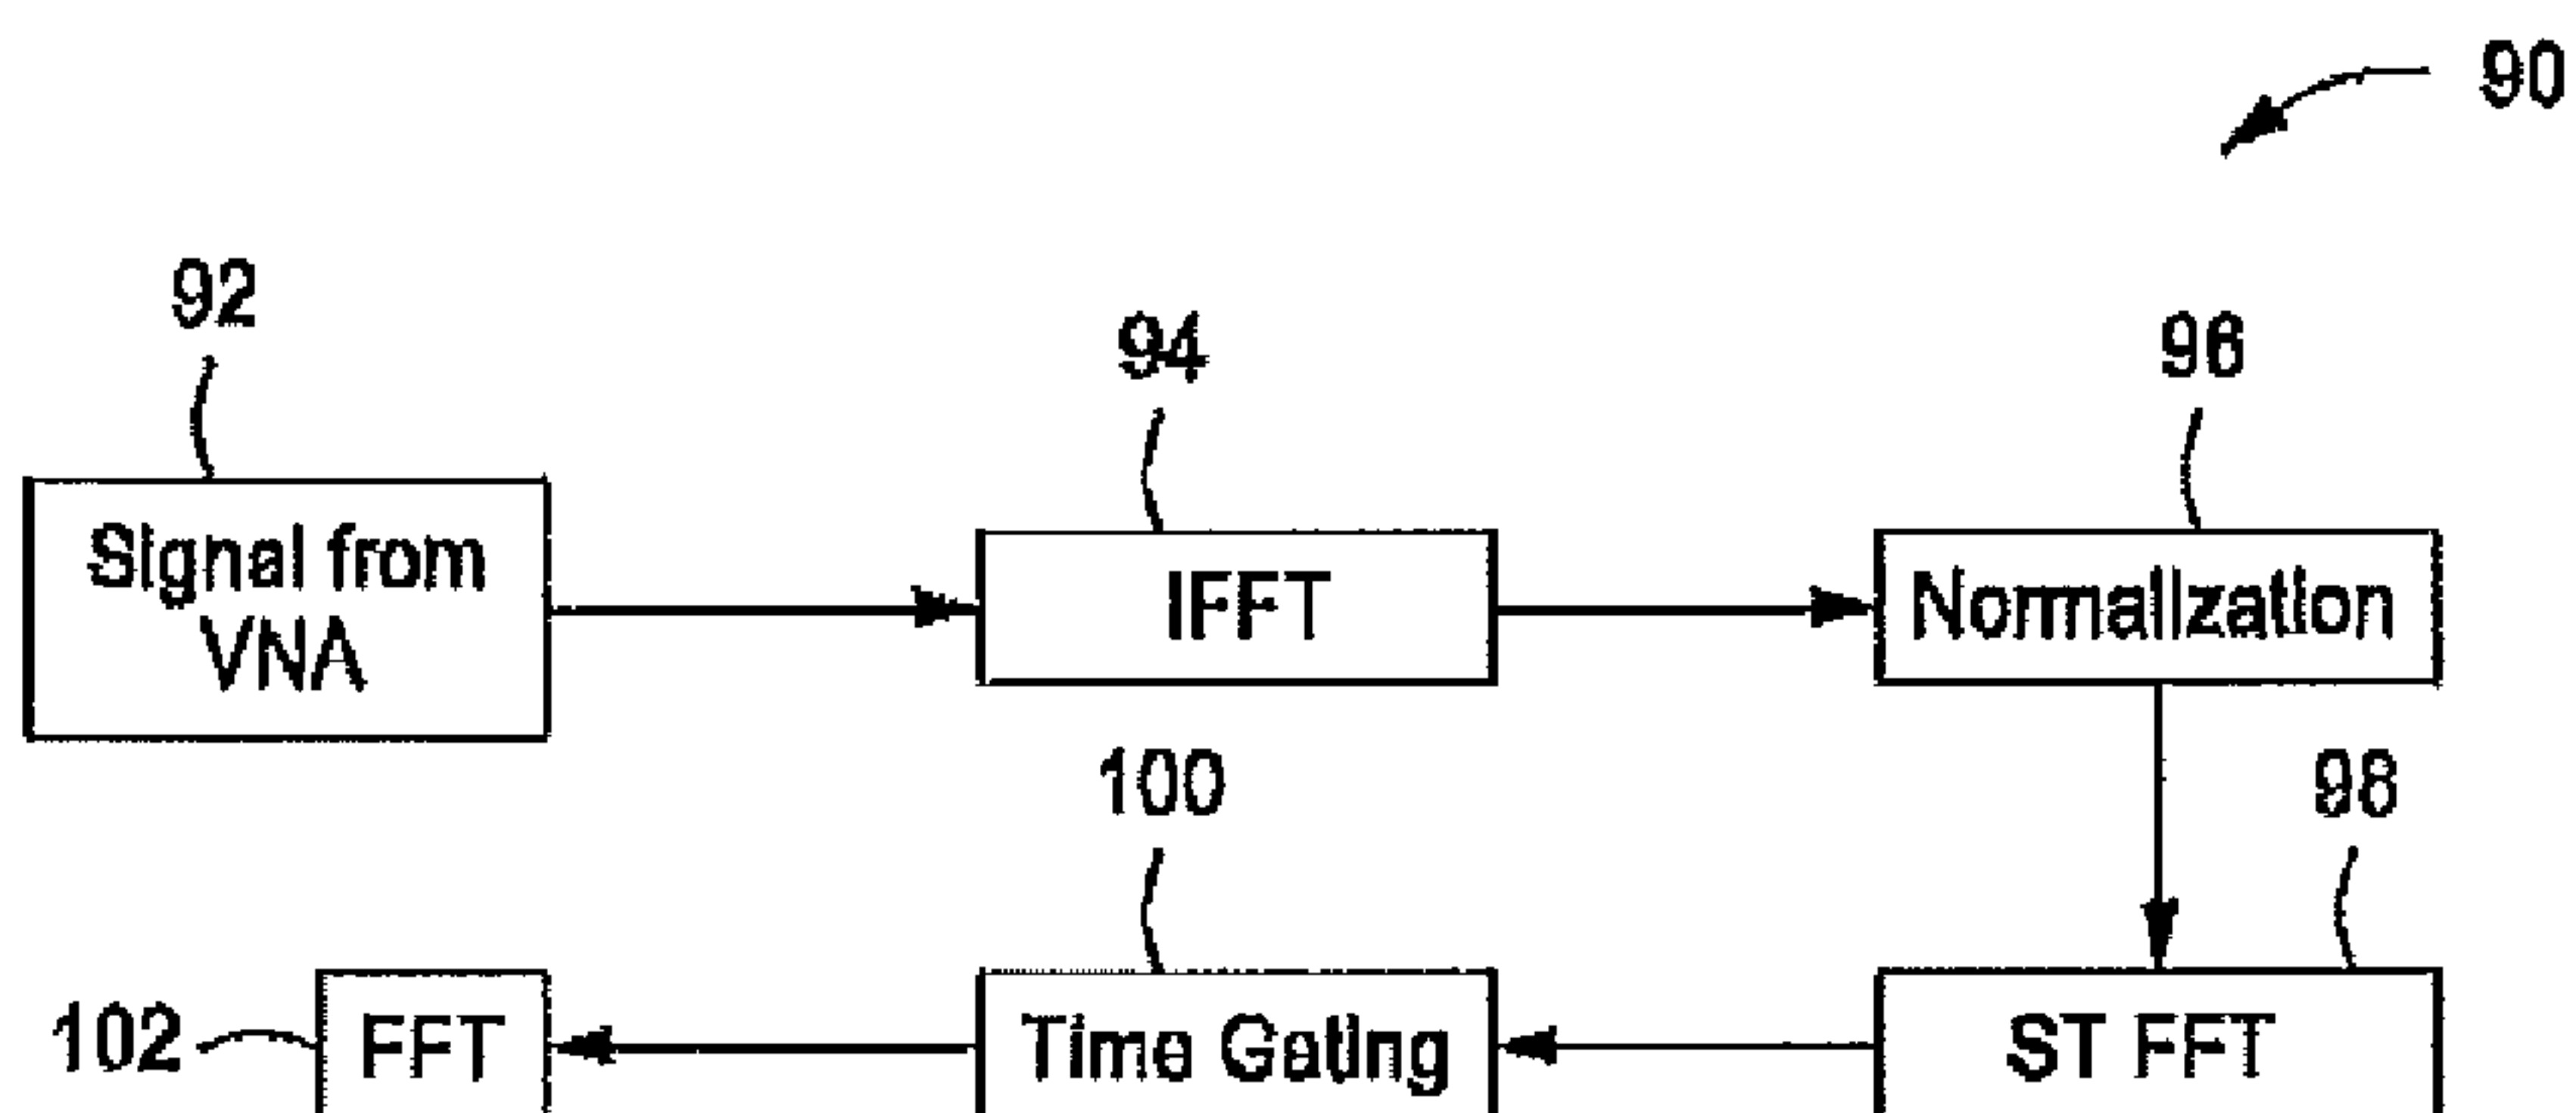 90
92
94
96
Signal from
VNA
IFFT
Normalization
100
98
102
FFT
Time Gating
ST FFT